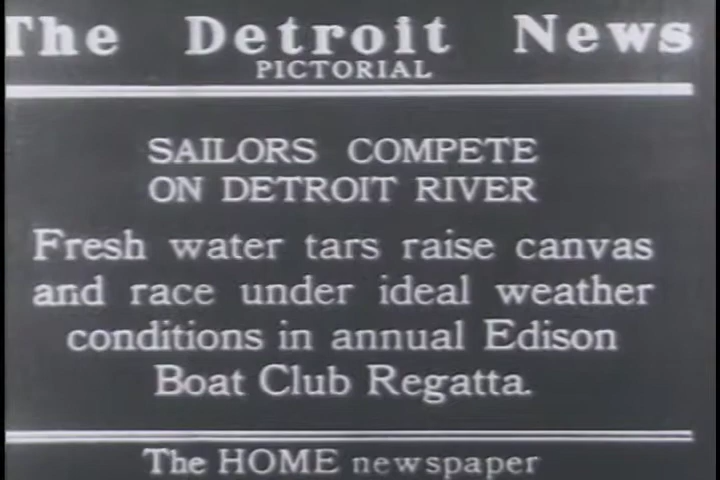 The Detroit News
PICTORIAL
SAILORS COMPETE
ON DETROIT RIVER
Fresh water tars raise canvas
and race under ideal weather
conditions in annual Edison
Boat Club Regatta.
The HOME newspaper